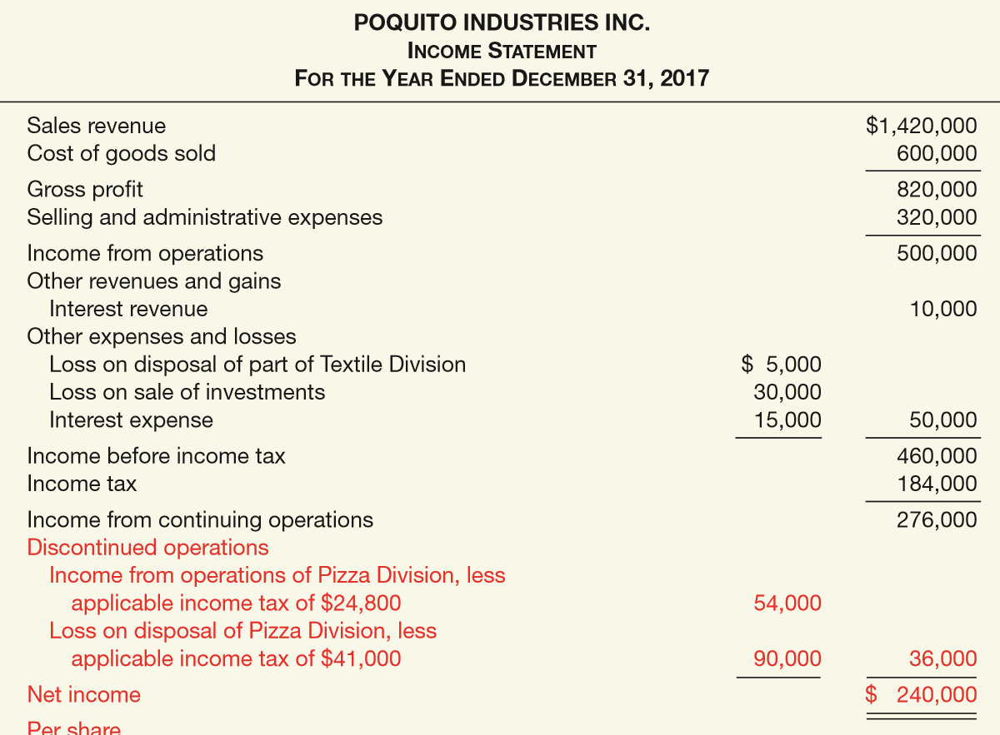 POQUITO INDUSTRIES INC.
INCOME STATEMENT
FOR THE YEAR ENDED DECEMBER 31, 2017
Sales revenue $1,420,000
Cost of goods sold 600,000
Gross profit 820,000
Selling and administrative expenses 320,000
Income from operations 500,000
Other revenues and gains
Interest revenue 10,000
Other expenses and losses
Loss on disposal of part of Textile Division $ 5,000
Loss on sale of investments 30,000
Interest expense 15,000 50,000
Income before income tax 460,000
Income tax 184,000
Income from continuing operations 276,000
Discontinued operations
Income from operations of Pizza Division, less
applicable income tax of $24,800 54,000
Loss on disposal of Pizza Division, less
applicable income tax of $41,000 90,000 36,000
Net income $ 240,000
Per share